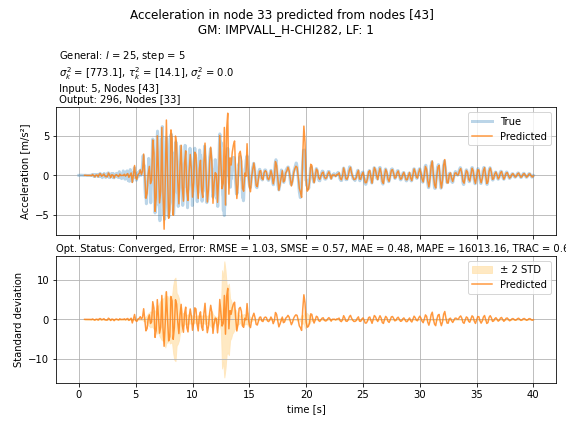 Acceleration in node 33 predicted from nodes [43]
GM: IMPVALL_H-CHI282, LF: 1
General: l = 25, step = 5
σ²ₖ = [773.1], τ²ₖ = [14.1], σ²_ε = 0.0
Input: 5, Nodes [43]
Output: 296, Nodes [33]
True
Predicted
Acceleration [m/s²]
5
0
−5
Opt. Status: Converged, Error: RMSE = 1.03, SMSE = 0.57, MAE = 0.48, MAPE = 16013.16, TRAC = 0.6
± 2 STD
Predicted
Standard deviation
10
0
−10
0 5 10 15 20 25 30 35 40
time [s]